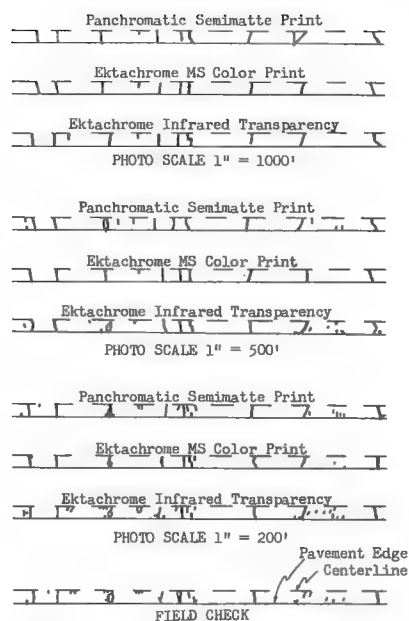 Panchromatic Semimatte Print
Ektachrome MS Color Print
Ektachrome Infrared Transparency
PHOTO SCALE 1" = 1000'
Panchromatic Semimatte Print
Ektachrome MS Color Print
Ektachrome Infrared Transparency
PHOTO SCALE 1" = 500'
Panchromatic Semimatte Print
Ektachrome MS Color Print
Ektachrome Infrared Transparency
PHOTO SCALE 1" = 200'
Pavement Edge
Centerline
FIELD CHECK